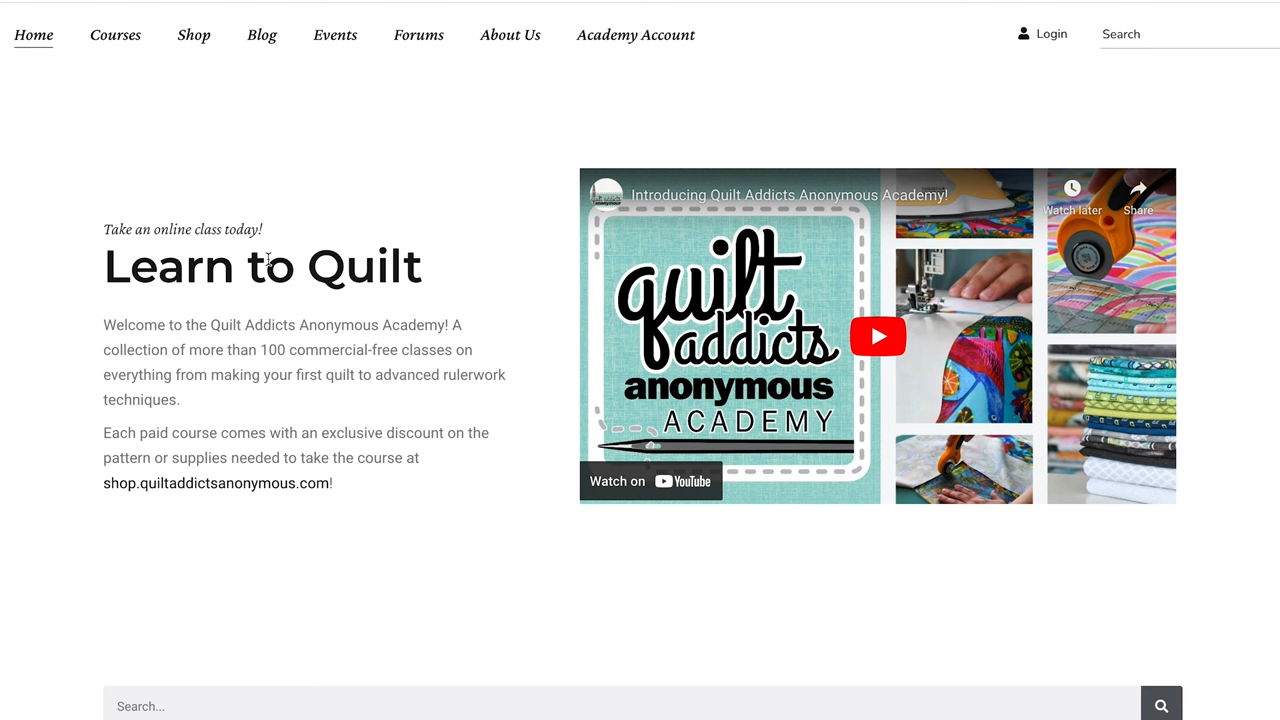 Home Courses Shop Blog Events Forums About Us Academy Account Login Search
Take an online class today!
Learn to Quilt
Welcome to the Quilt Addicts Anonymous Academy! A
collection of more than 100 commercial-free classes on
everything from making your first quilt to advanced rulerwork
techniques.
Each paid course comes with an exclusive discount on the
pattern or supplies needed to take the course at
shop.quiltaddictsanonymous.com!
Introducing Quilt Addicts Anonymous Academy!
Watch later Share
quilt
addicts
anonymous
ACADEMY
Watch on YouTube
Search...